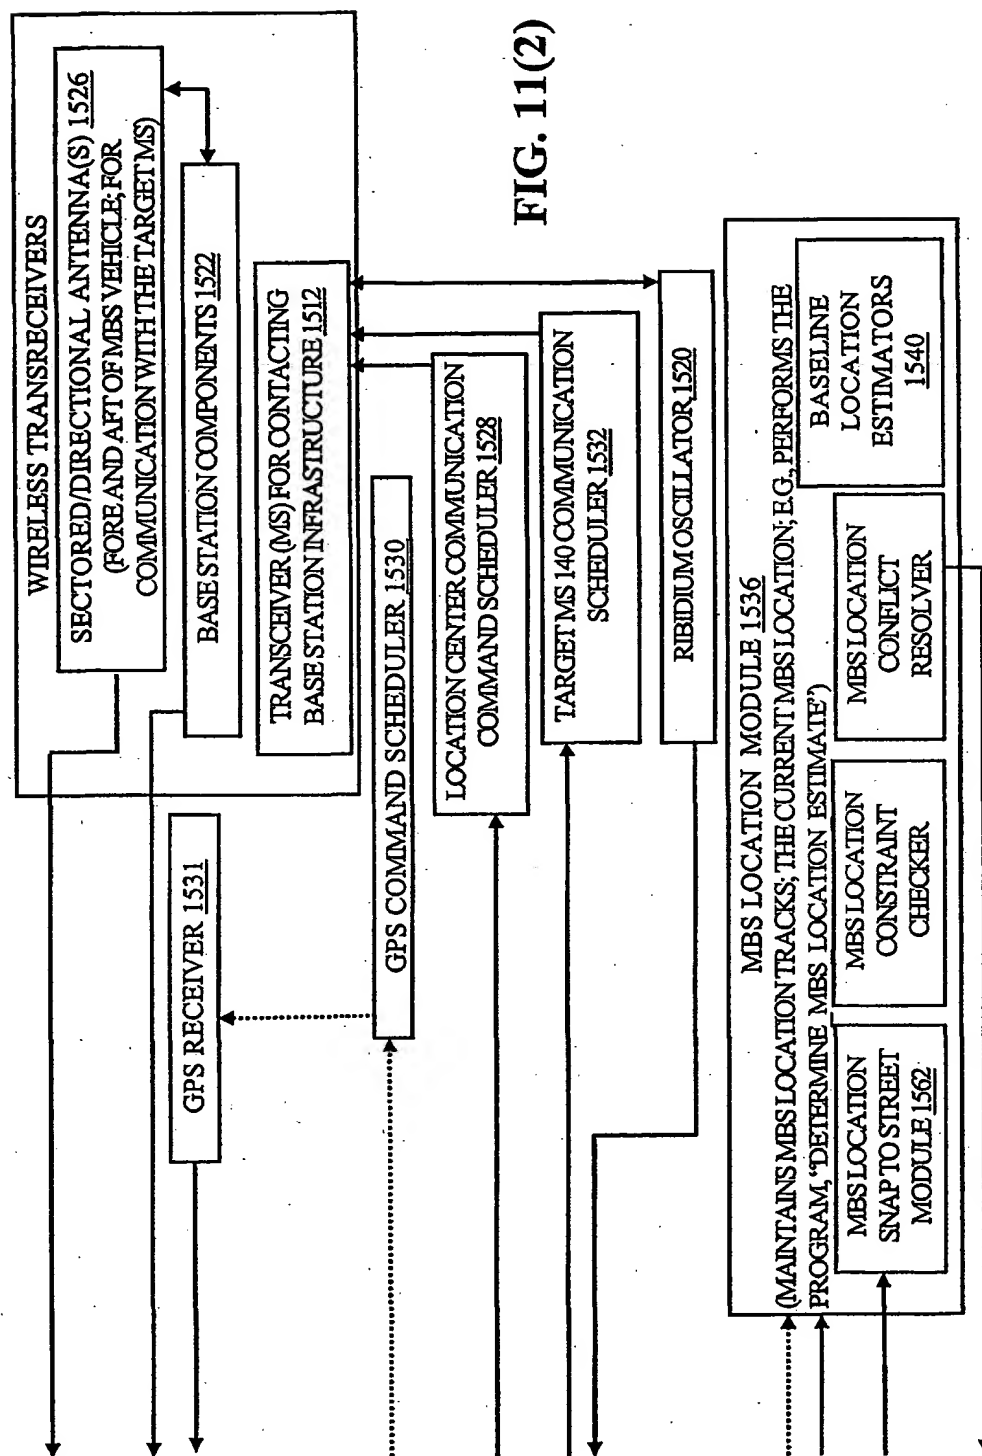 WIRELESS TRANSRECEIVERS
SECTORED/DIRECTIONAL ANTENNA(S) 1526
(FORE AND AFT OF MBS VEHICLE; FOR
COMMUNICATION WITH THE TARGET MS)
BASE STATION COMPONENTS 1522
TRANSCEIVER (MS) FOR CONTACTING
BASE STATION INFRASTRUCTURE 1512
GPS RECEIVER 1531
GPS COMMAND SCHEDULER 1530
LOCATION CENTER COMMUNICATION
COMMAND SCHEDULER 1528
FIG. 11(2)
TARGET MS 140 COMMUNICATION
SCHEDULER 1532
RIBIDIUM OSCILLATOR 1520
MBS LOCATION MODULE 1536
(MAINTAINS MBS LOCATION TRACKS; THE CURRENT MBS LOCATION; E.G., PERFORMS THE
PROGRAM, "DETERMINE MBS LOCATION ESTIMATE")
MBS LOCATION
SNAP TO STREET
MODULE 1562
MBS LOCATION
CONSTRAINT
CHECKER
MBS LOCATION
CONFLICT
RESOLVER
BASELINE
LOCATION
ESTIMATORS
1540